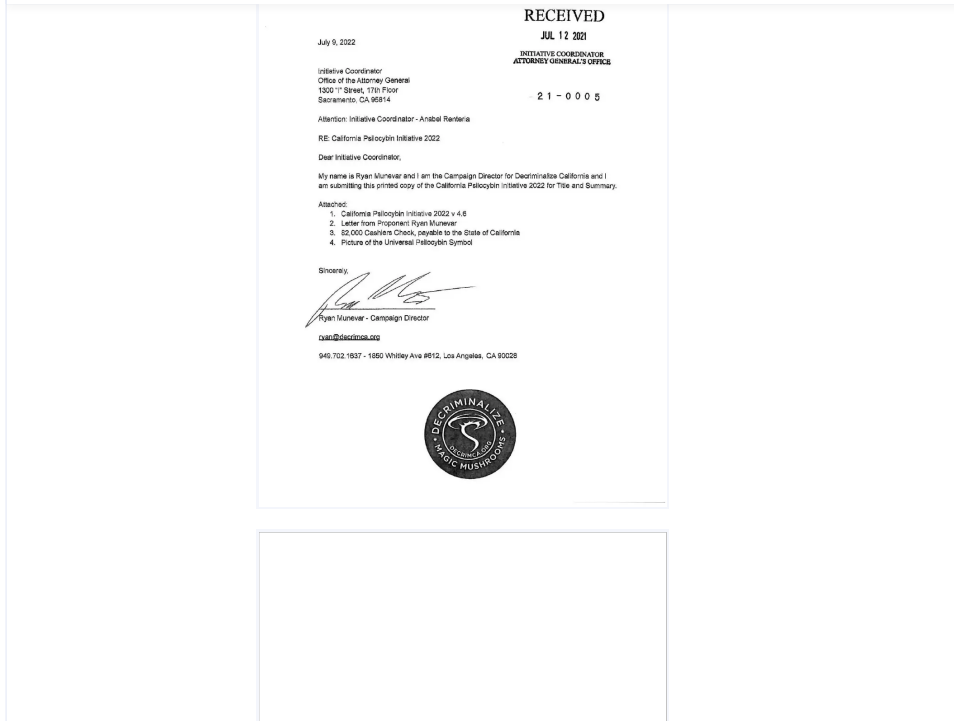 RECEIVED
JUL 12 2021
INITIATIVE COORDINATOR
ATTORNEY GENERAL'S OFFICE
July 9, 2022
Initiative Coordinator
Office of the Attorney General
1300 "I" Street, 17th Floor
Sacramento, CA 95814
21-0005
Attention: Initiative Coordinator - Anabel Renteria
RE: California Psilocybin Initiative 2022
Dear Initiative Coordinator,
My name is Ryan Munevar and I am the Campaign Director for Decriminalize California and I
am submitting this printed copy of the California Psilocybin Initiative 2022 for Title and Summary.
Attached:
1. California Psilocybin Initiative 2022 v 4.6
2. Letter from Proponent Ryan Munevar
3. $2,000 Cashiers Check, payable to the State of California
4. Picture of the Universal Psilocybin Symbol
Sincerely,
Ryan Munevar - Campaign Director
ryan@decrimca.org
949.702.1637 - 1850 Whitley Ave #612, Los Angeles, CA 90028
DECRIMINALIZE
DECRIMCA.ORG
MAGIC MUSHROOMS